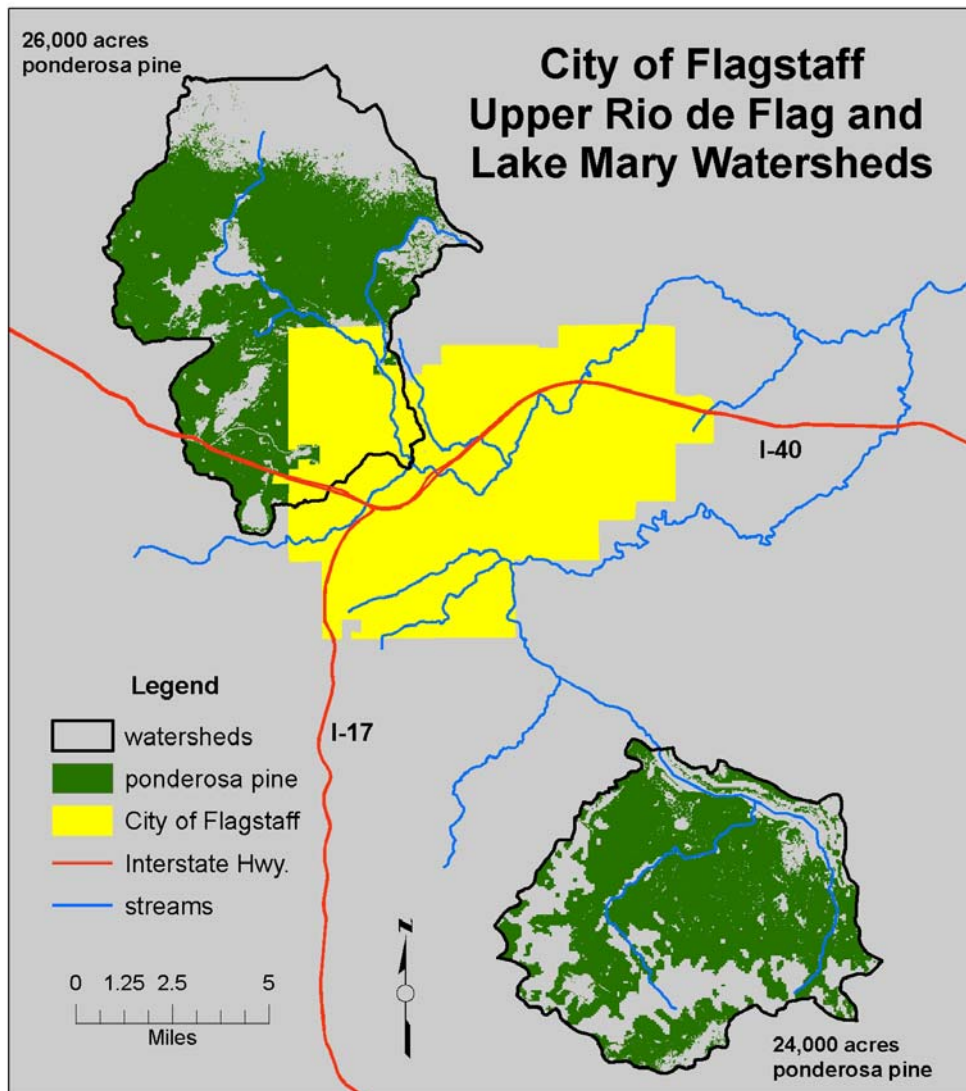 26,000 acres
ponderosa pine
City of Flagstaff
Upper Rio de Flag and
Lake Mary Watersheds
I-40
I-17
Legend
watersheds
ponderosa pine
City of Flagstaff
Interstate Hwy.
streams
N
0 1.25 2.5 5
Miles
24,000 acres
ponderosa pine